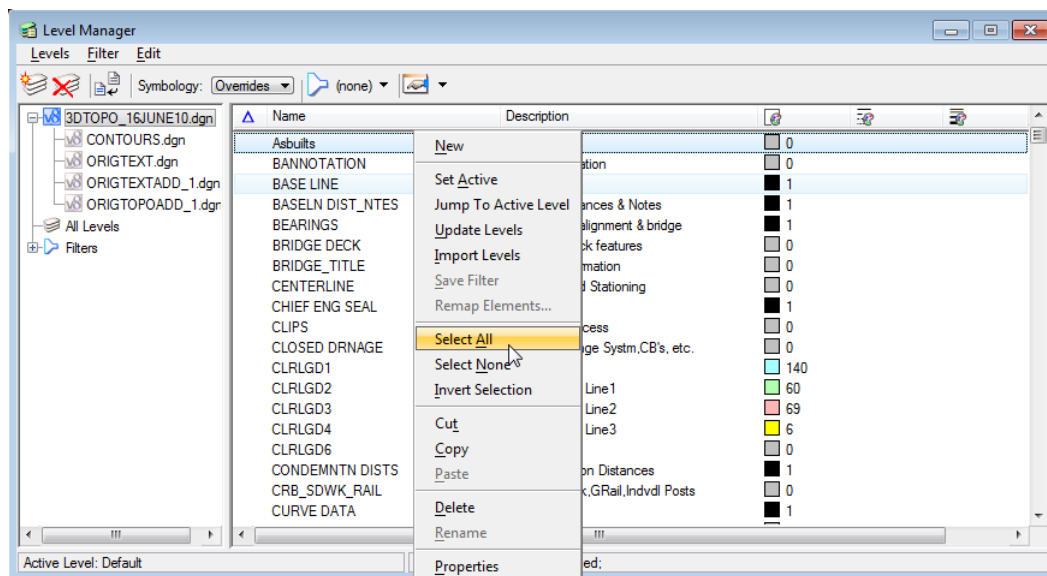 Level Manager
Levels Filter Edit
Symbology: Overrides (none)
3DTOPO_16JUNE10.dgn
CONTOURS.dgn
ORIGTEXT.dgn
ORIGTEXTADD_1.dgn
ORIGTOPOADD_1.dgr
All Levels
Filters
Name Description
Asbuilts 0
BANNOTATION 0
BASE LINE 1
BASELN DIST_NTES ances & Notes 1
BEARINGS alignment & bridge 1
BRIDGE DECK ck features 0
BRIDGE_TITLE mation 0
CENTERLINE d Stationing 0
CHIEF ENG SEAL 1
CLIPS cess 0
CLOSED DRNAGE ge Systm,CB's, etc. 0
CLRLGD1 140
CLRLGD2 Line1 60
CLRLGD3 Line2 69
CLRLGD4 Line3 6
CLRLGD6 0
CONDEMNTN DISTS on Distances 1
CRB_SDWK_RAIL k,GRail,Indvdl Posts 0
CURVE DATA 1
New
Set Active
Jump To Active Level
Update Levels
Import Levels
Save Filter
Remap Elements...
Select All
Select None
Invert Selection
Cut
Copy
Paste
Delete
Rename
Properties
Active Level: Default ed;